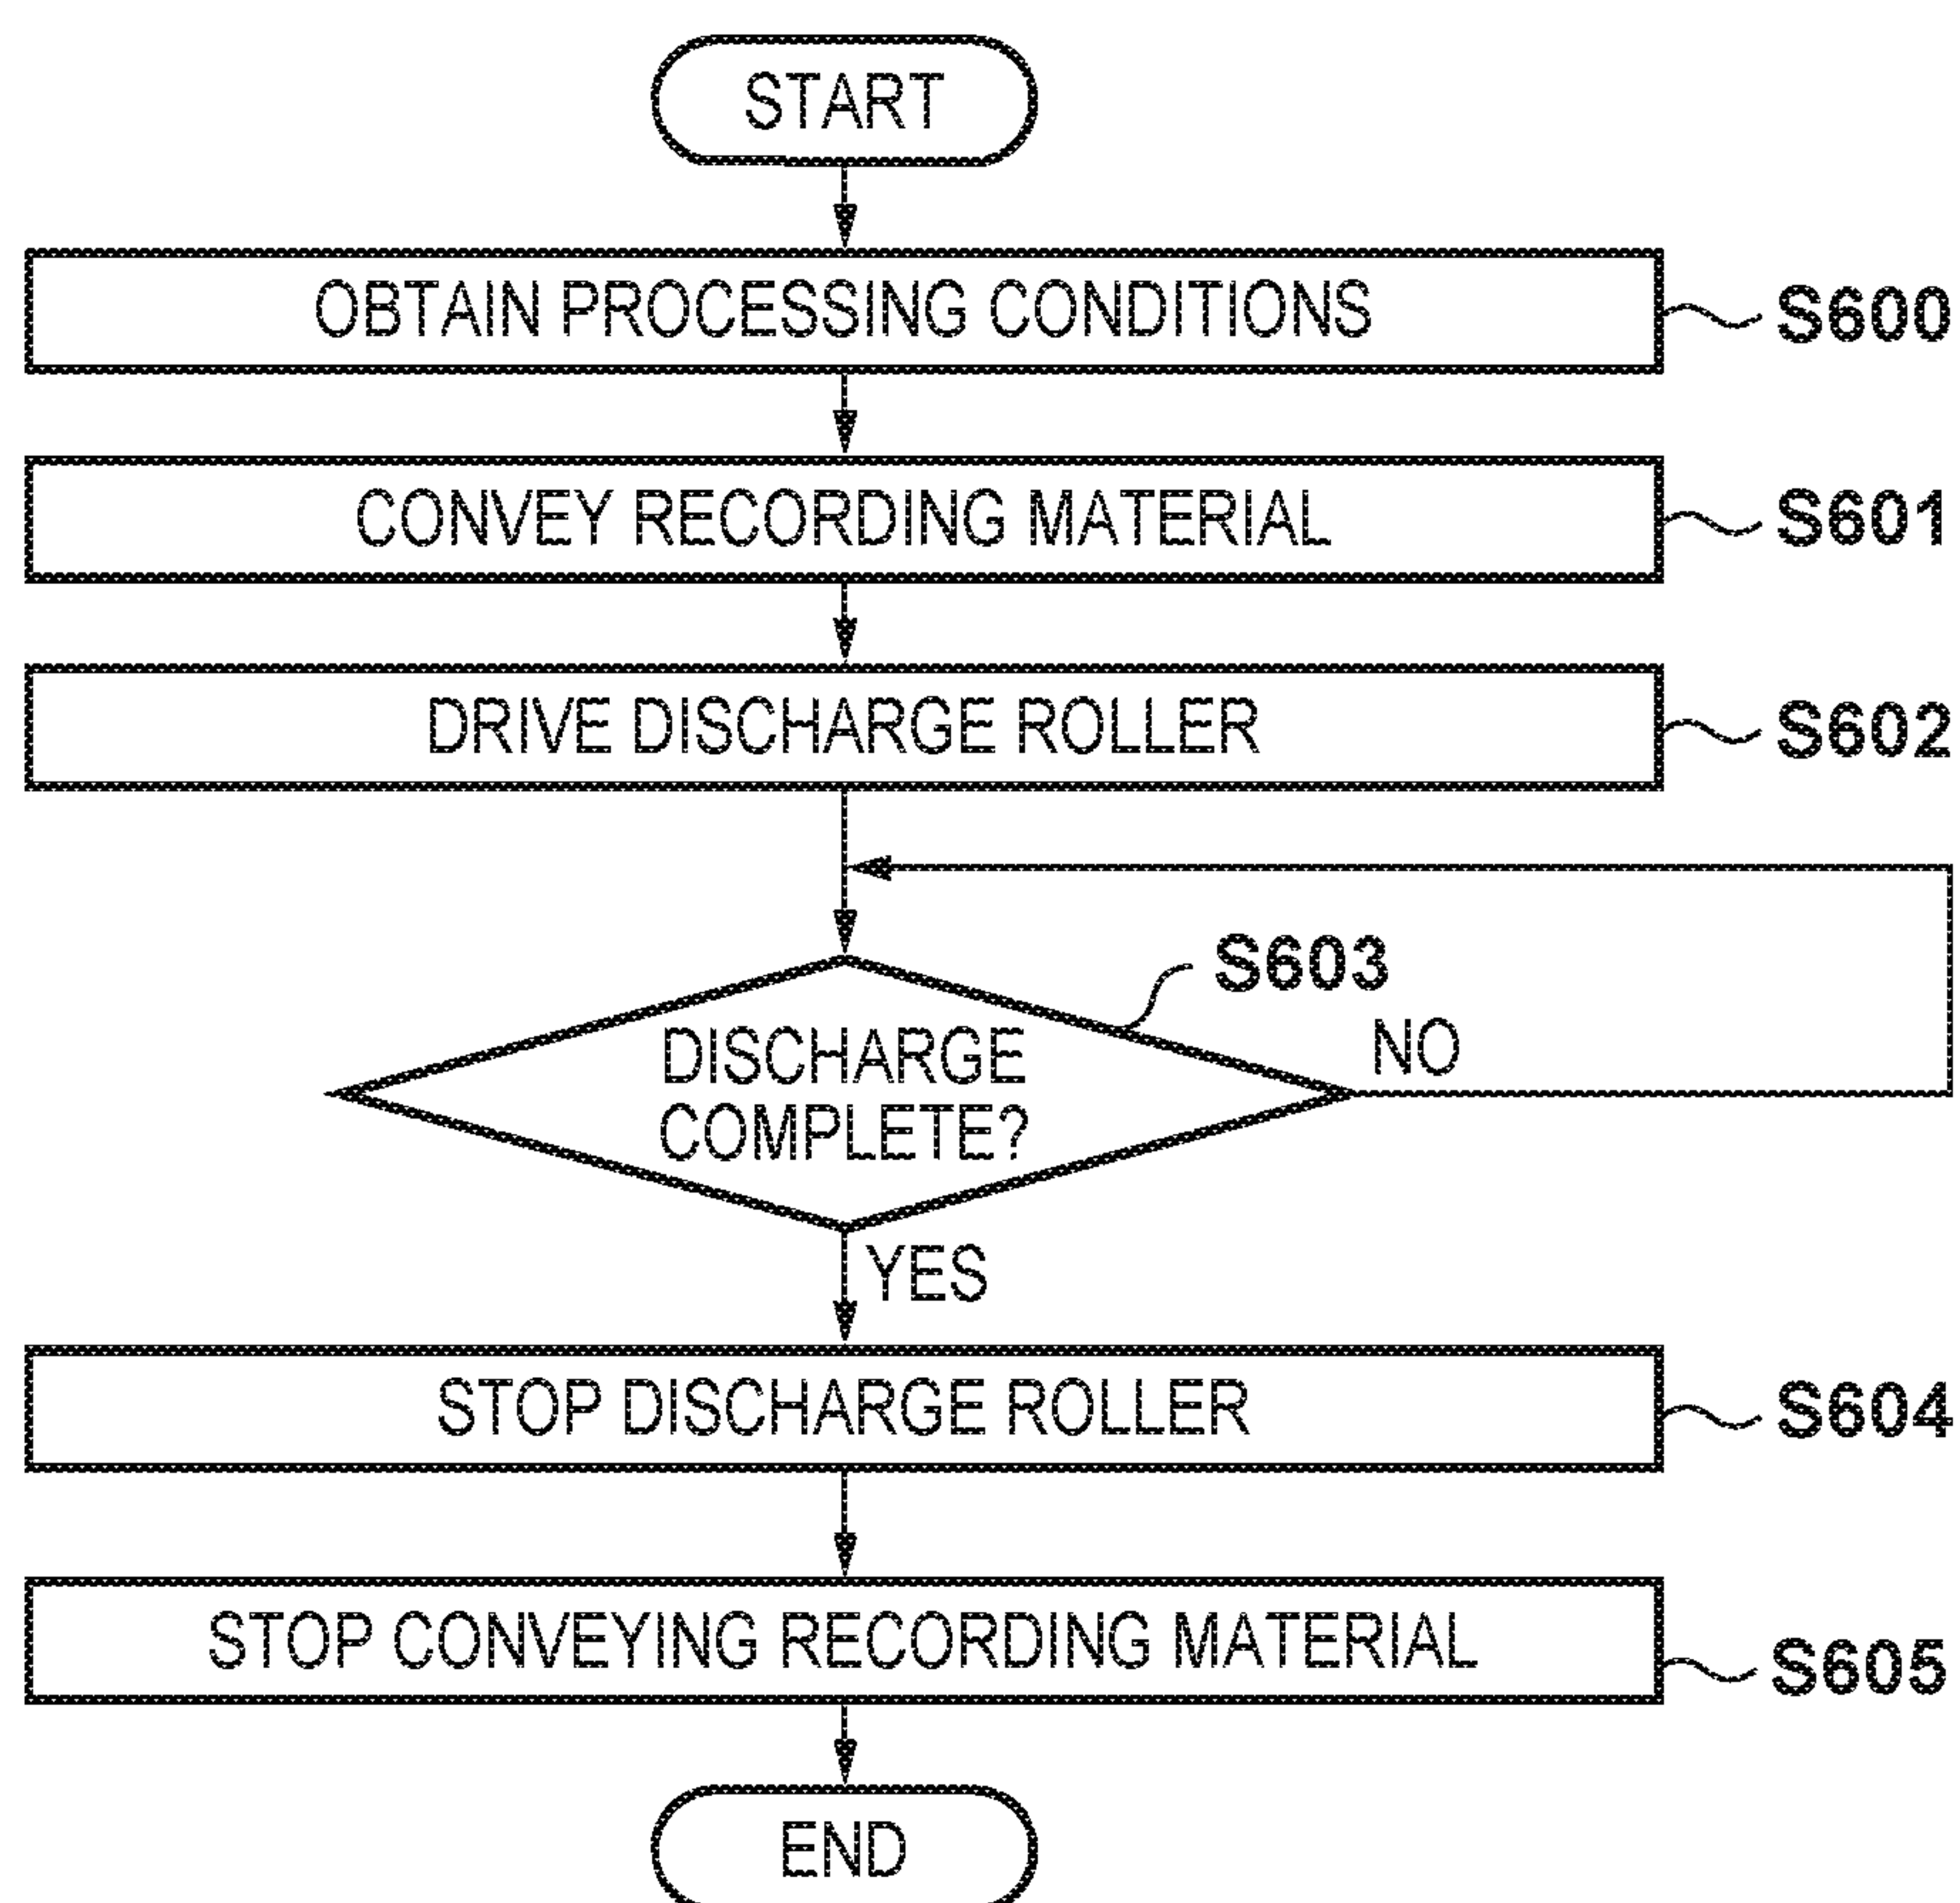 START
OBTAIN PROCESSING CONDITIONS
S600
CONVEY RECORDING MATERIAL
S601
DRIVE DISCHARGE ROLLER
S602
S603
DISCHARGE
COMPLETE?
NO
YES
STOP DISCHARGE ROLLER
S604
STOP CONVEYING RECORDING MATERIAL
S605
END